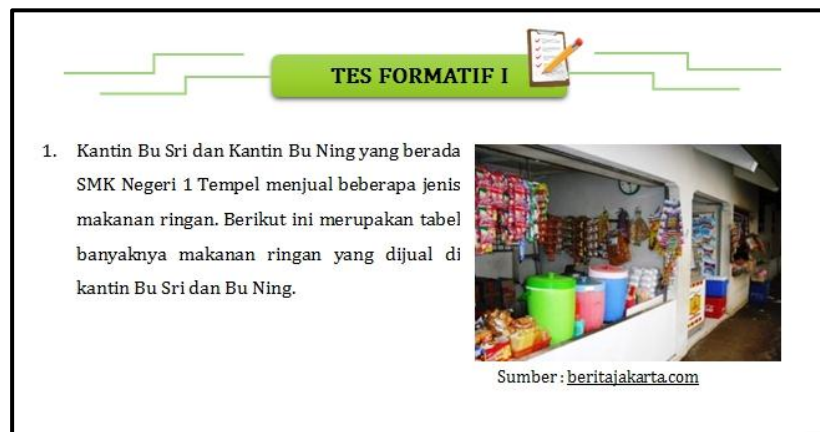 TES FORMATIF I
1. Kantin Bu Sri dan Kantin Bu Ning yang berada
SMK Negeri 1 Tempel menjual beberapa jenis
makanan ringan. Berikut ini merupakan tabel
banyaknya makanan ringan yang dijual di
kantin Bu Sri dan Bu Ning.
Sumber : beritajakarta.com